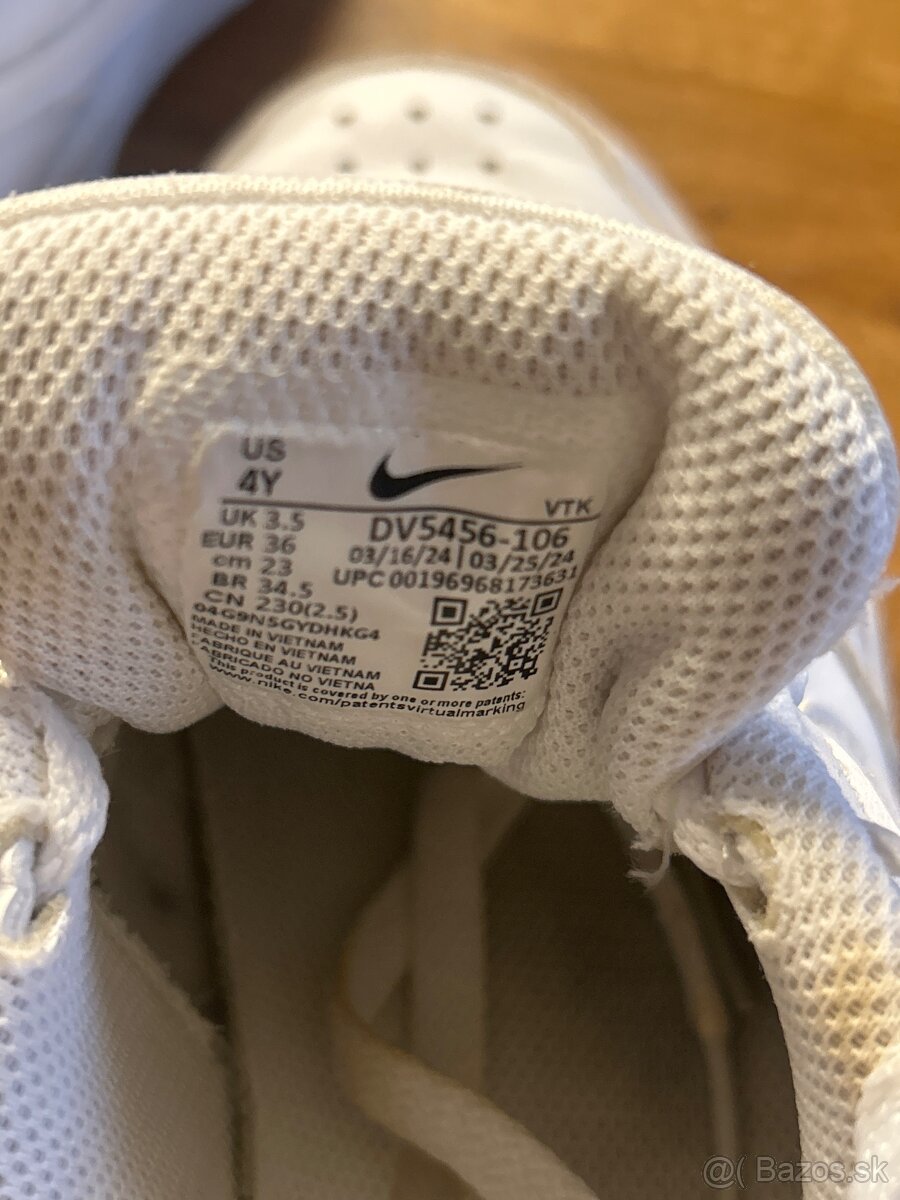 US
4Y
VTK
UK 3.5
EUR 36
cm 23
BR 34.5
CN 230(2.5)
DV5456-106
03/16/24 | 03/25/24
UPC 00196968173631
04G9NSGYDHKG4
MADE IN VIETNAM
HECHO EN VIETNAM
FABRIQUE AU VIETNAM
FABRICADO NO VIETNA
This product is covered by one or more patents:
www.nike.com/patentsvirtualmarking
@( Bazos.sk